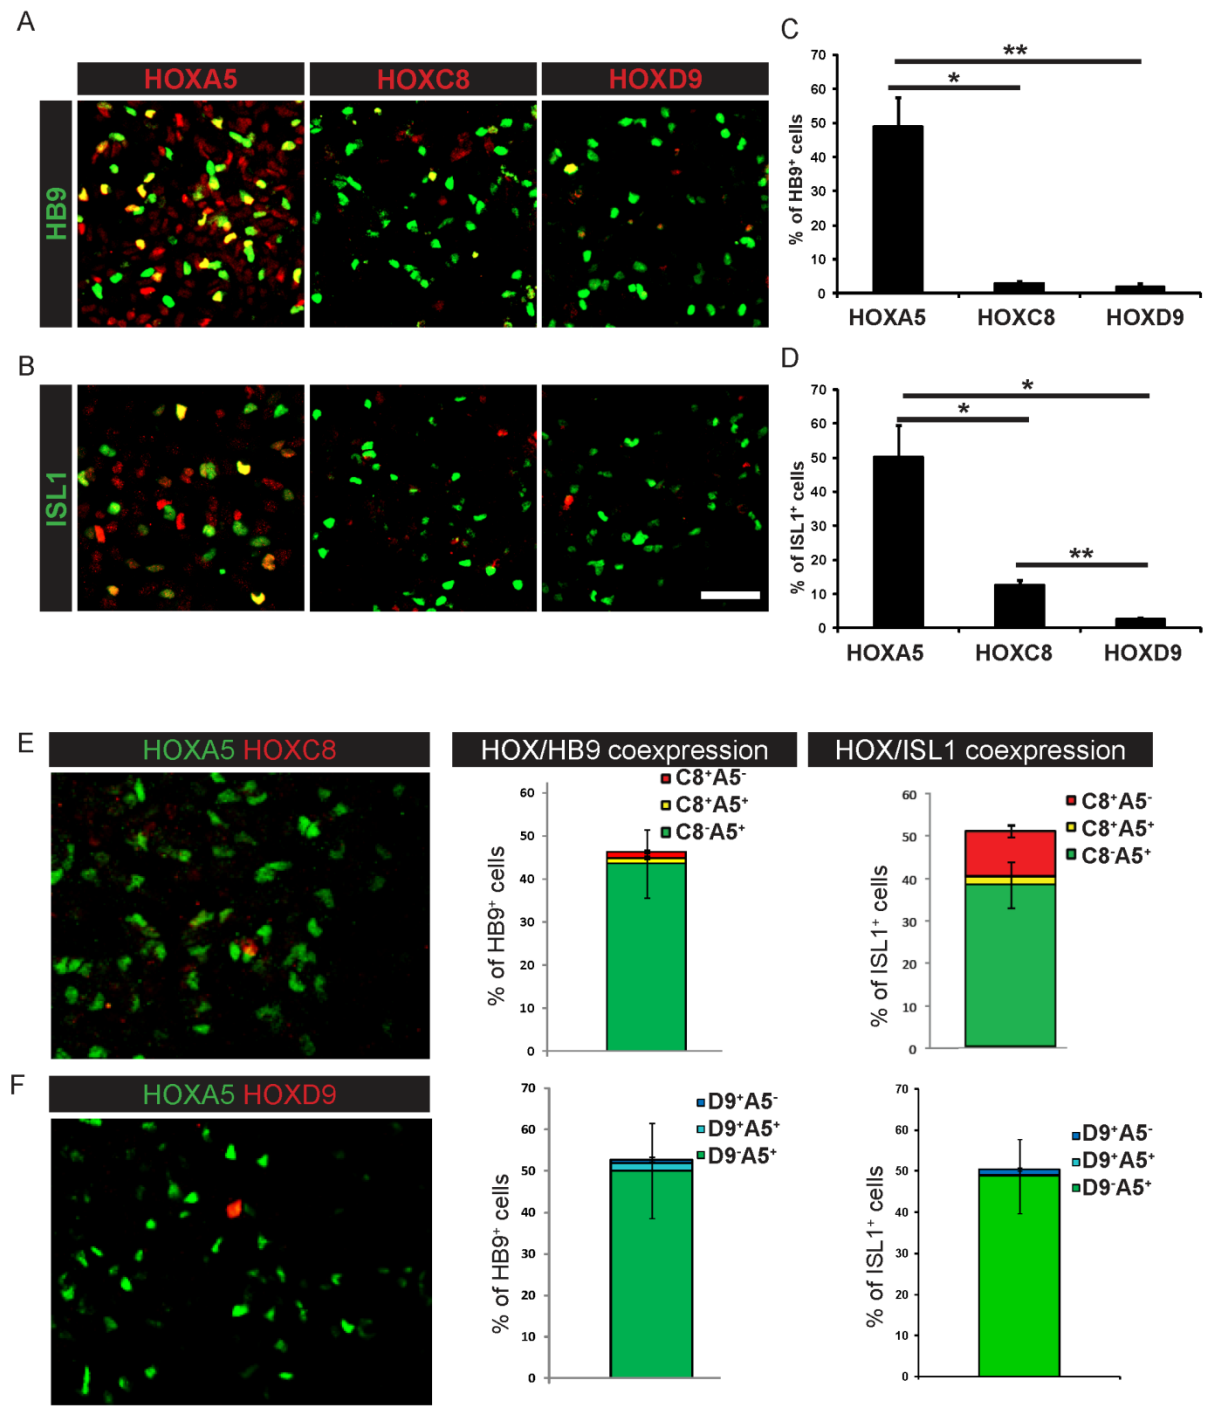 A
HOXA5 HOXC8 HOXD9
HB9
B
ISL1
C
70
60
50
40
30
20
10
0
% of HB9⁺ cells
**
*
HOXA5 HOXC8 HOXD9
D
70
60
50
40
30
20
10
0
% of ISL1⁺ cells
*
*
**
HOXA5 HOXC8 HOXD9
E
HOXA5 HOXC8
HOX/HB9 coexpression
C8⁺A5⁻
C8⁺A5⁺
C8⁻A5⁺
60
50
40
30
20
10
0
% of HB9⁺ cells
HOX/ISL1 coexpression
C8⁺A5⁻
C8⁺A5⁺
C8⁻A5⁺
60
50
40
30
20
10
0
% of ISL1⁺ cells
F
HOXA5 HOXD9
70
60
50
40
30
20
10
0
% of HB9⁺ cells
D9⁺A5⁻
D9⁺A5⁺
D9⁻A5⁺
70
60
50
40
30
20
10
0
% of ISL1⁺ cells
D9⁺A5⁻
D9⁺A5⁺
D9⁻A5⁺